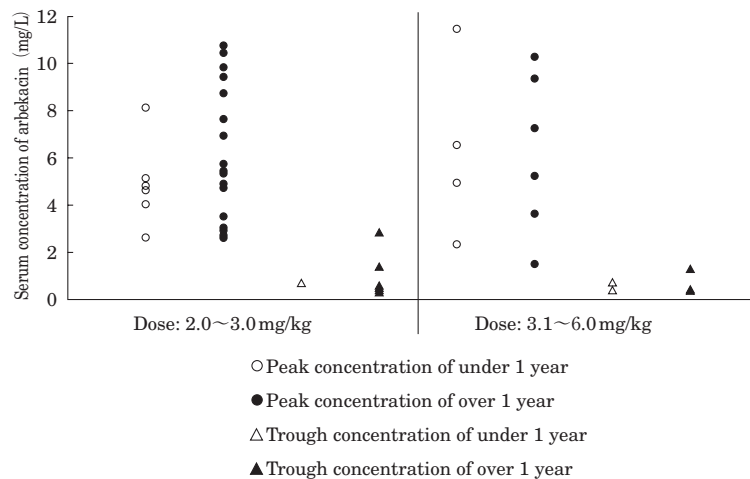 Serum concentration of arbekacin (mg/L)
12
10
8
6
4
2
0
Dose: 2.0～3.0 mg/kg
Dose: 3.1～6.0 mg/kg
○ Peak concentration of under 1 year
● Peak concentration of over 1 year
△ Trough concentration of under 1 year
▲ Trough concentration of over 1 year